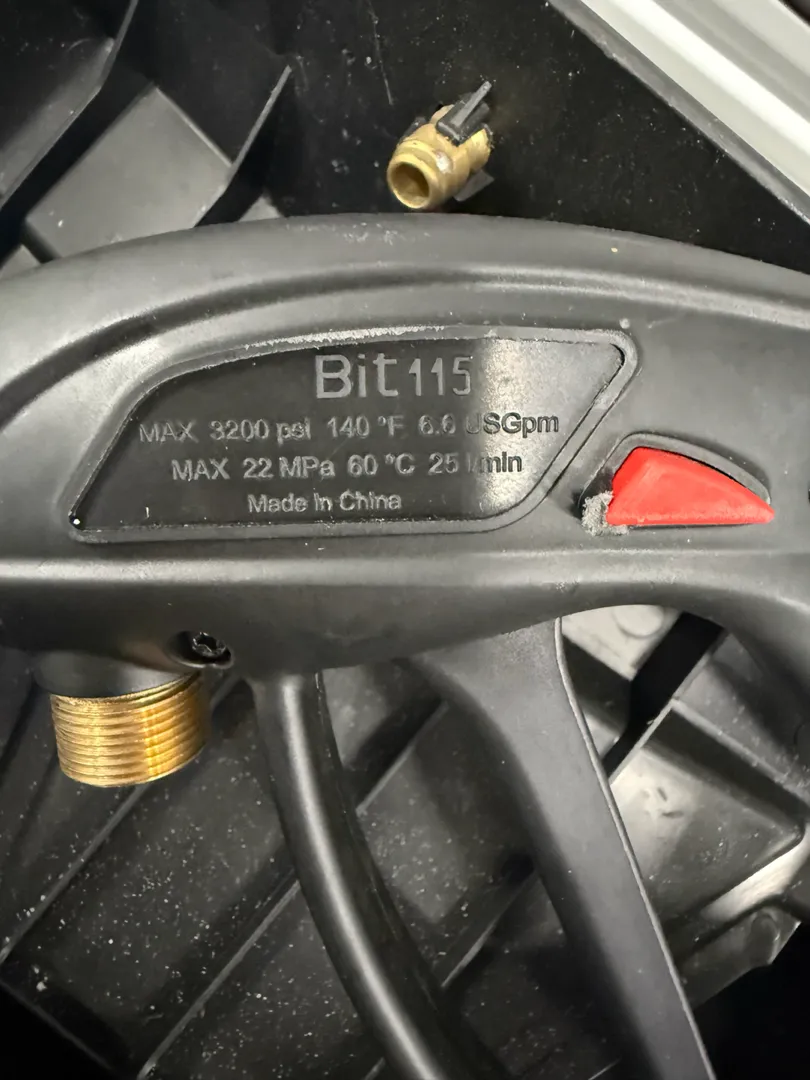 Bit 115
MAX 3200 psi 140 °F 6.6 USGpm
MAX 22 MPa 60 °C 25 l/min
Made in China